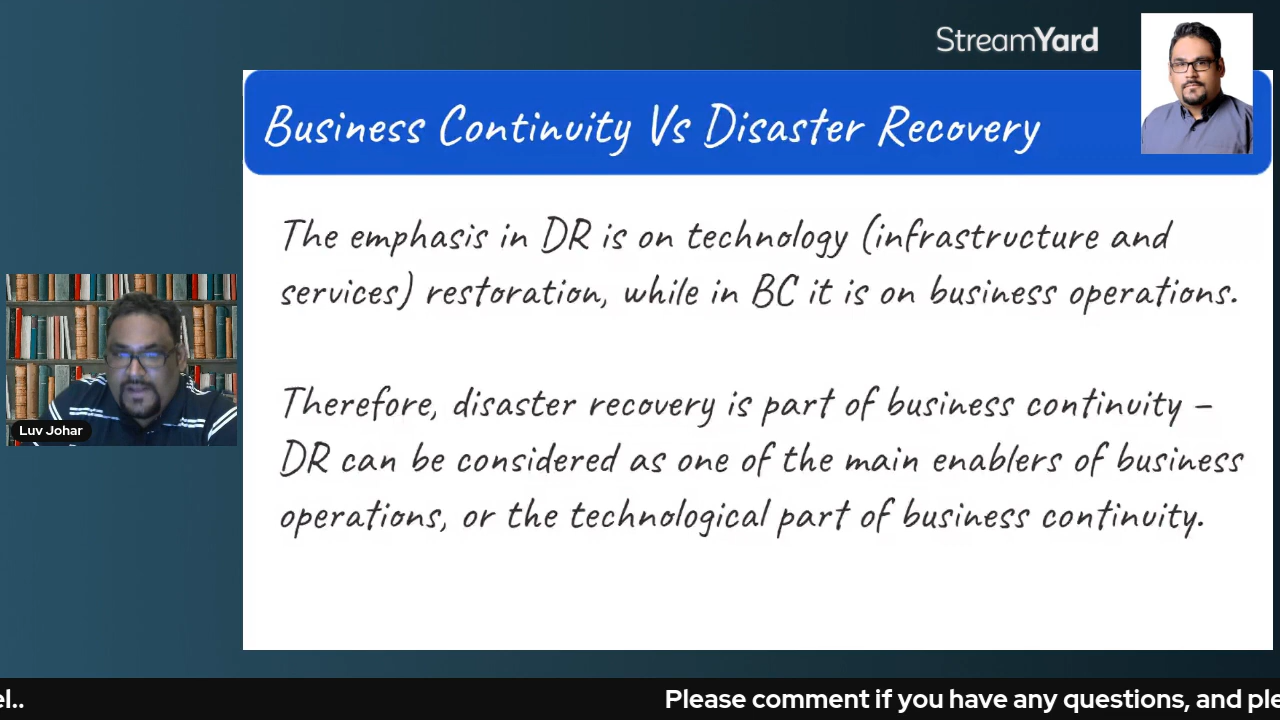 StreamYard
Business Continuity Vs Disaster Recovery
The emphasis in DR is on technology (infrastructure and
services) restoration, while in BC it is on business operations.
Therefore, disaster recovery is part of business continuity –
DR can be considered as one of the main enablers of business
operations, or the technological part of business continuity.
Luv Johar
Please comment if you have any questions, and